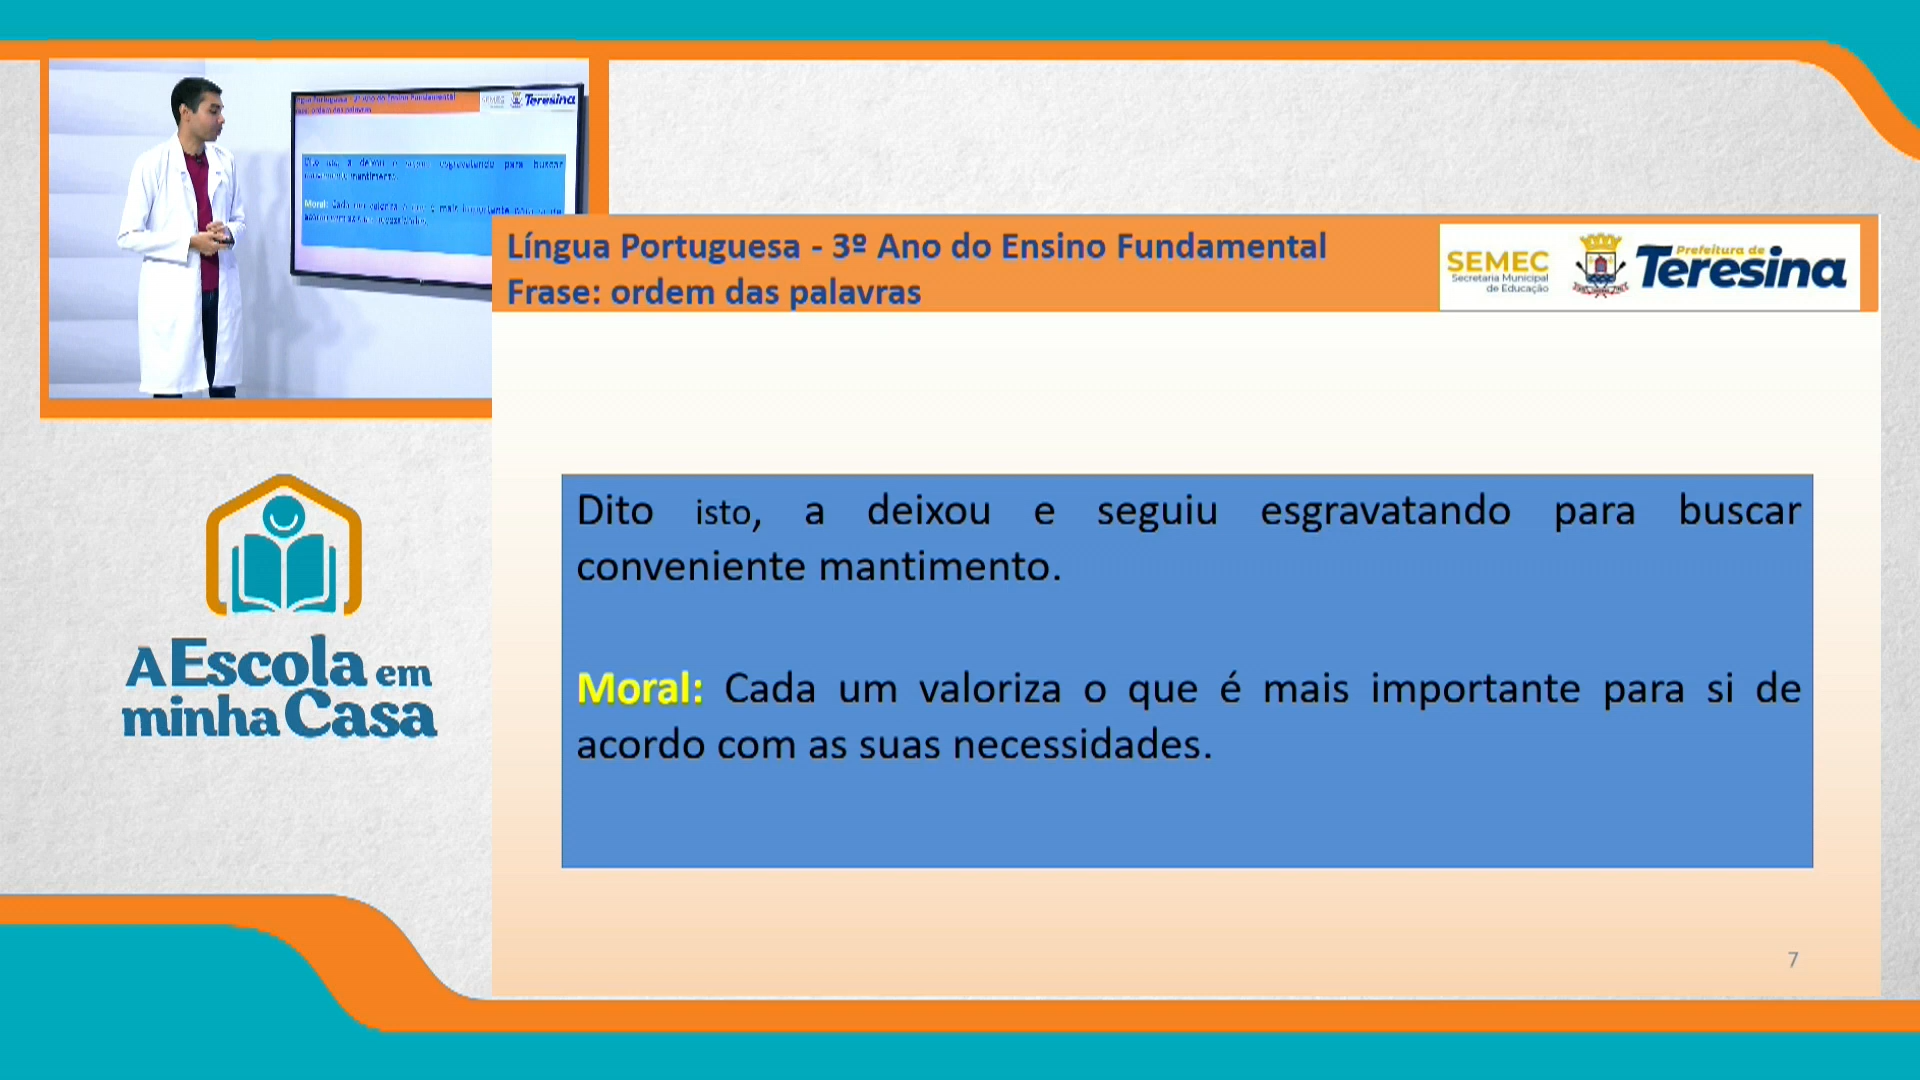 Língua Portuguesa - 3º Ano do Ensino Fundamental
Frase: ordem das palavras
SEMEC
Secretaria Municipal
de Educação
Prefeitura de
Teresina
Dito isto, a deixou e seguiu esgravatando para buscar
conveniente mantimento.
Moral: Cada um valoriza o que é mais importante para si de
acordo com as suas necessidades.
7
A Escola em
minha Casa
Teresina